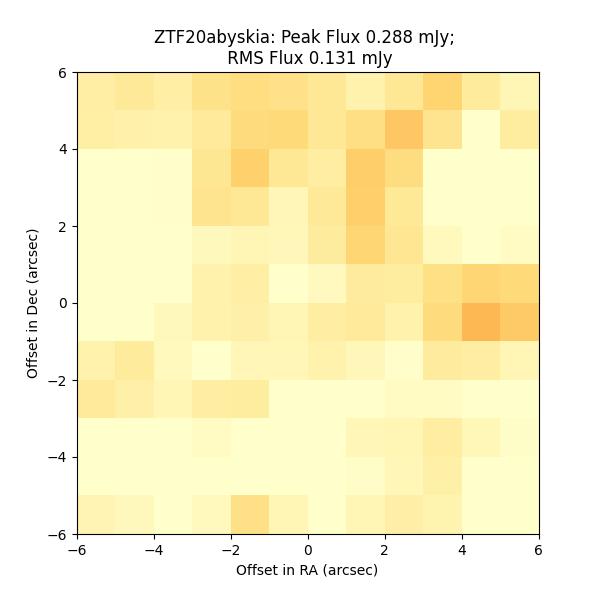 ZTF20abyskia: Peak Flux 0.288 mJy;
RMS Flux 0.131 mJy
6
4
2
0
−2
−4
−6
Offset in Dec (arcsec)
−6 −4 −2 0 2 4 6
Offset in RA (arcsec)